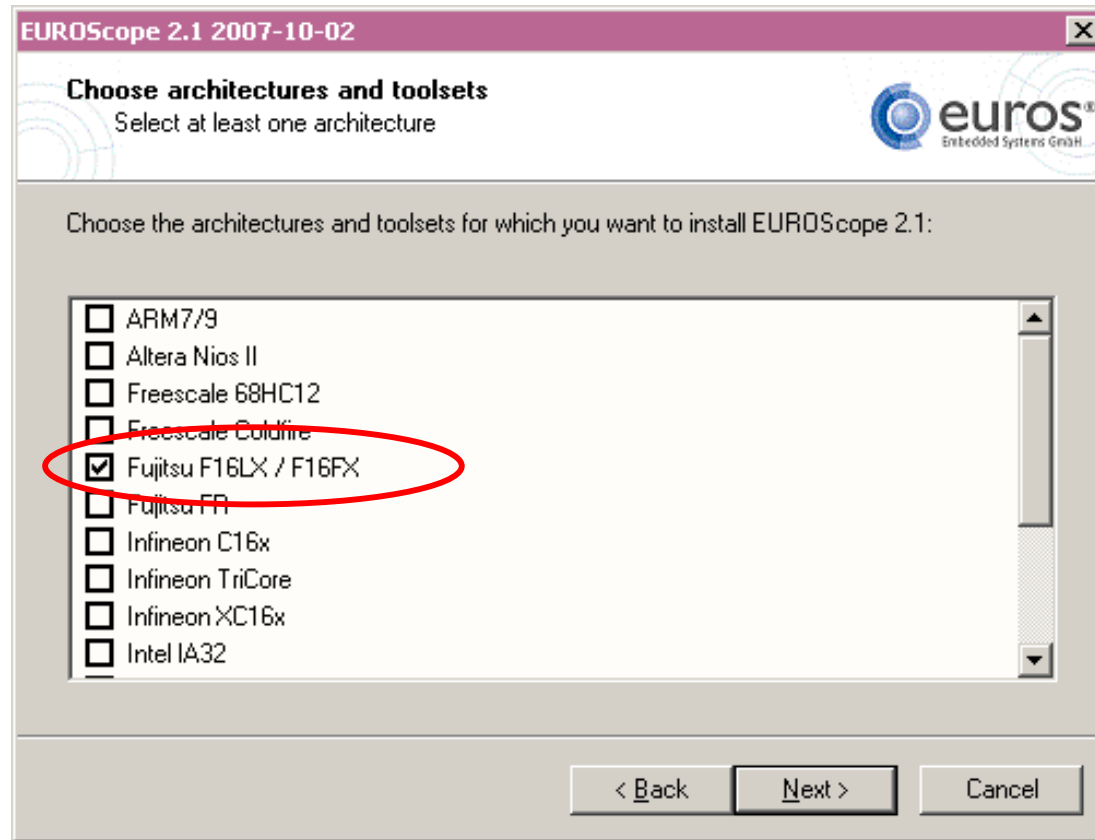 EUROScope 2.1 2007-10-02
Choose architectures and toolsets
Select at least one architecture
euros®
Embedded Systems GmbH
Choose the architectures and toolsets for which you want to install EUROScope 2.1:
ARM7/9
Altera Nios II
Freescale 68HC12
Freescale Coldfire
Fujitsu F16LX / F16FX
Fujitsu FR
Infineon C16x
Infineon TriCore
Infineon XC16x
Intel IA32
< Back
Next >
Cancel